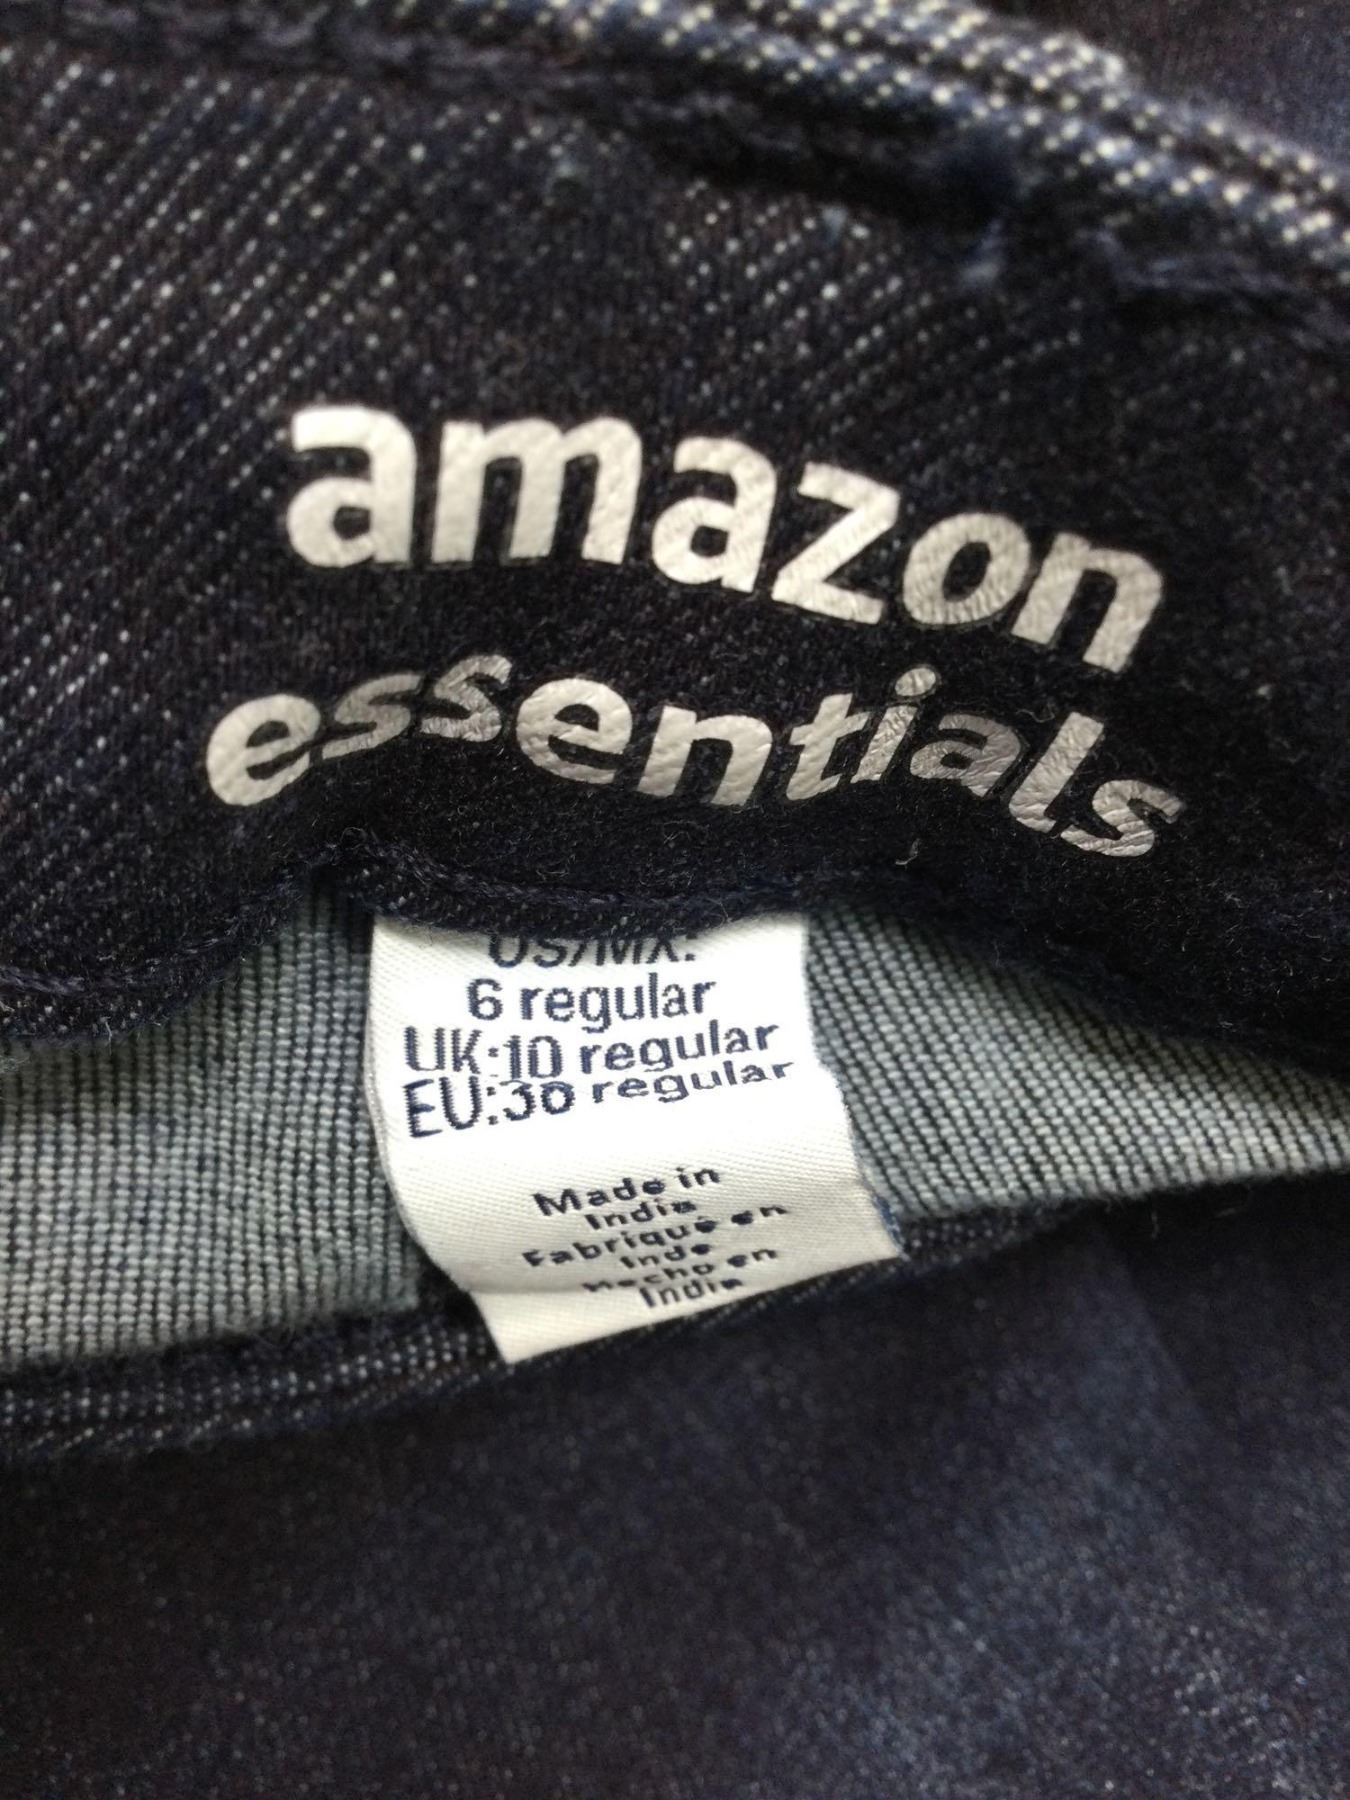 amazon
essentials
US/MX:
6 regular
UK:10 regular
EU:38 regular
Made in
India
Fabriqué en
Inde
Hecho en
India